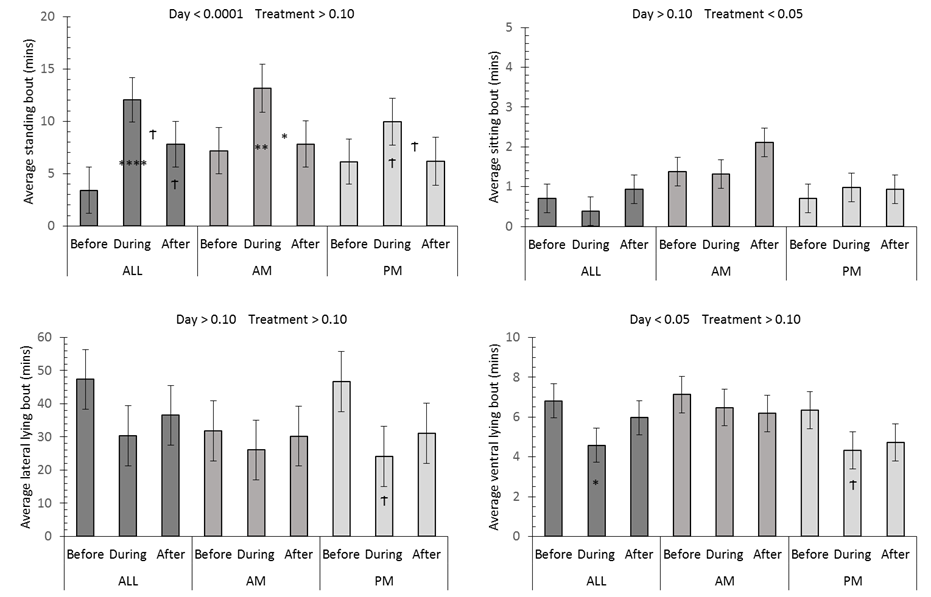 Day < 0.0001 Treatment > 0.10
Average standing bout (mins)
20
15
10
5
0
†
****
†
*
**
†
†
Before During After Before During After Before During After
ALL AM PM
Day > 0.10 Treatment < 0.05
Average sitting bout (mins)
5
4
3
2
1
0
Before During After Before During After Before During After
ALL AM PM
Day > 0.10 Treatment > 0.10
Average lateral lying bout (mins)
60
50
40
30
20
10
0
†
Before During After Before During After Before During After
ALL AM PM
Day < 0.05 Treatment > 0.10
Average ventral lying bout (mins)
10
8
6
4
2
0
*
†
Before During After Before During After Before During After
ALL AM PM